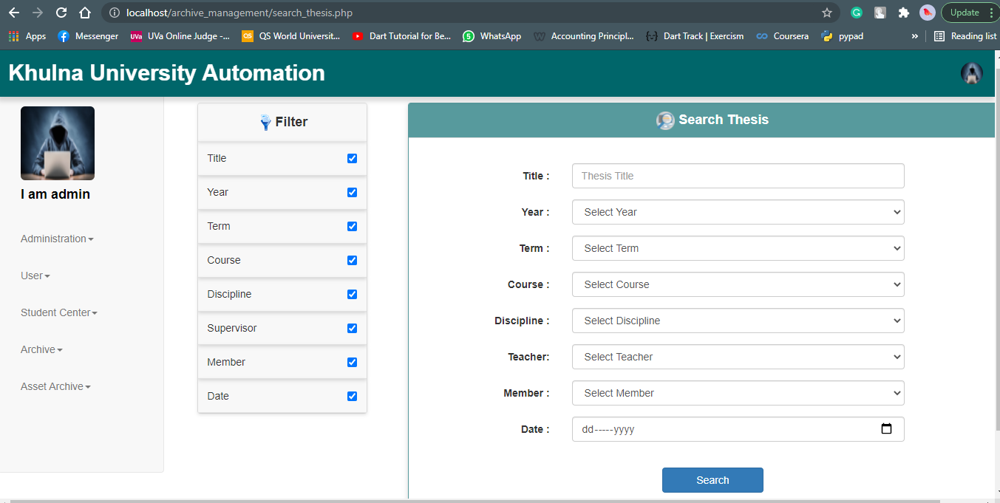 localhost/archive_management/search_thesis.php
Update
Apps
Messenger
UVa Online Judge -...
QS World Universit...
Dart Tutorial for Be...
WhatsApp
Accounting Principl...
Dart Track | Exercism
Coursera
pypad
»
Reading list
Khulna University Automation
I am admin
Administration
User
Student Center
Archive
Asset Archive
Filter
Title
Year
Term
Course
Discipline
Supervisor
Member
Date
Search Thesis
Title : Thesis Title
Year : Select Year
Term : Select Term
Course : Select Course
Discipline : Select Discipline
Teacher: Select Teacher
Member : Select Member
Date : dd-----yyyy
Search